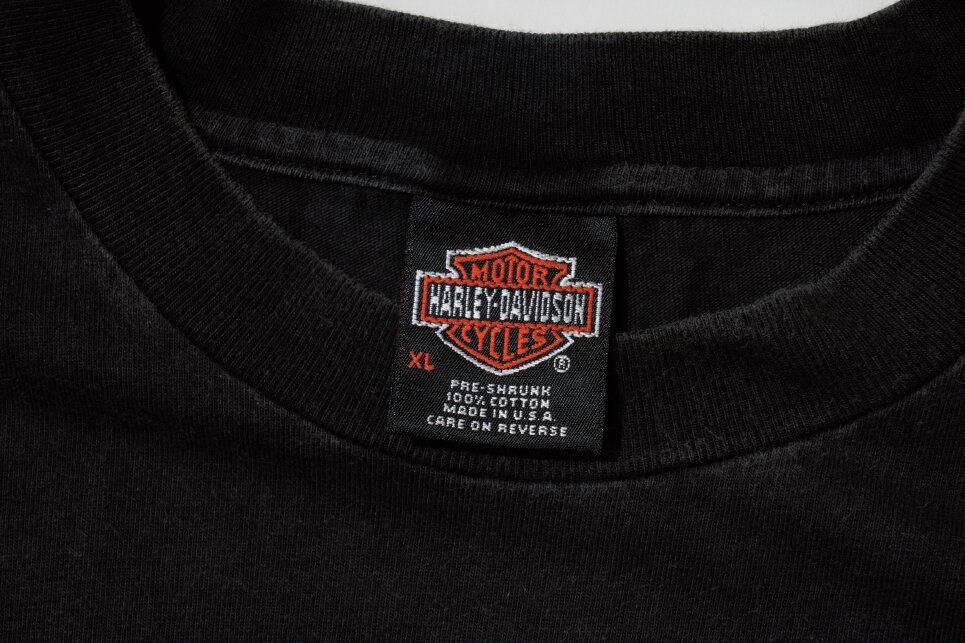 MOTOR
HARLEY-DAVIDSON
CYCLES
XL
®
PRE-SHRUNK
100% COTTON
MADE IN U.S.A.
CARE ON REVERSE